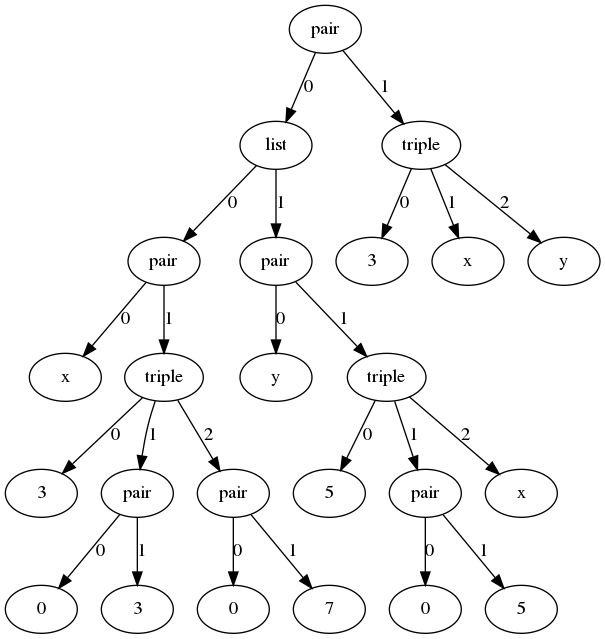 pair
0 1
list triple
0 1 0 1 2
pair pair 3 x y
0 1 0 1
x triple y triple
0 1 2 0 1 2
3 pair pair 5 pair x
0 1 0 1 0 1
0 3 0 7 0 5